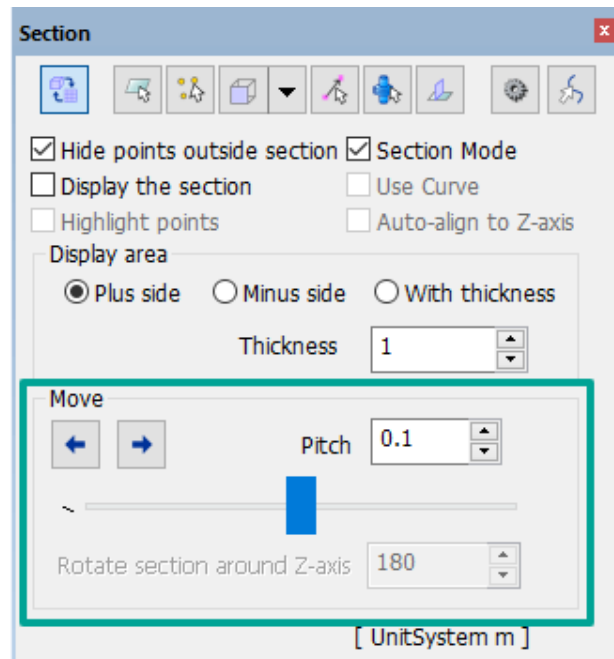 Section
Hide points outside section Section Mode
Display the section Use Curve
Highlight points Auto-align to Z-axis
Display area
Plus side Minus side With thickness
Thickness 1
Move
Pitch 0.1
Rotate section around Z-axis 180
[ UnitSystem m ]